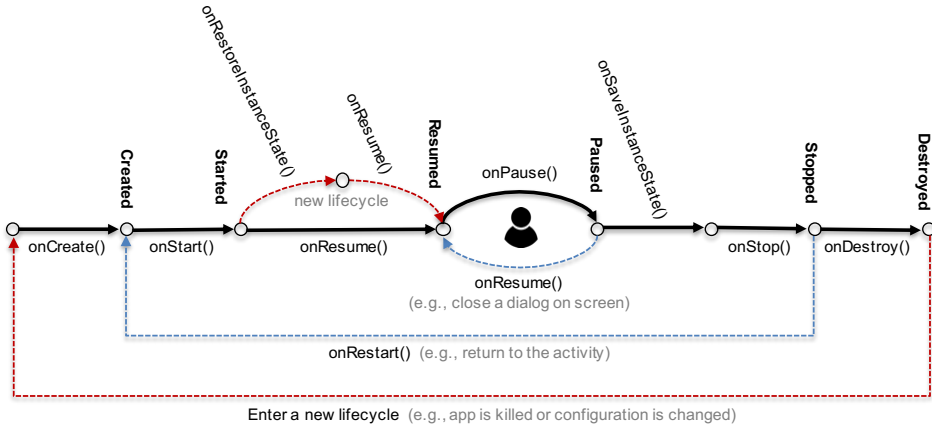 onRestoreInstanceState()
onResume()
onSaveInstanceState()
Created
Started
Resumed
Paused
Stopped
Destroyed
onPause()
new lifecycle
onCreate()
onStart()
onResume()
onStop()
onDestroy()
onResume()
(e.g., close a dialog on screen)
onRestart() (e.g., return to the activity)
Enter a new lifecycle (e.g., app is killed or configuration is changed)